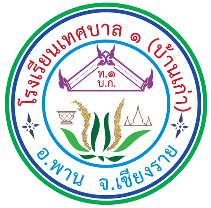 โรงเรียนเทศบาล ๑ (บ้านเก่า)
ท.๑
บ.ก.
อ.พาน จ.เชียงราย